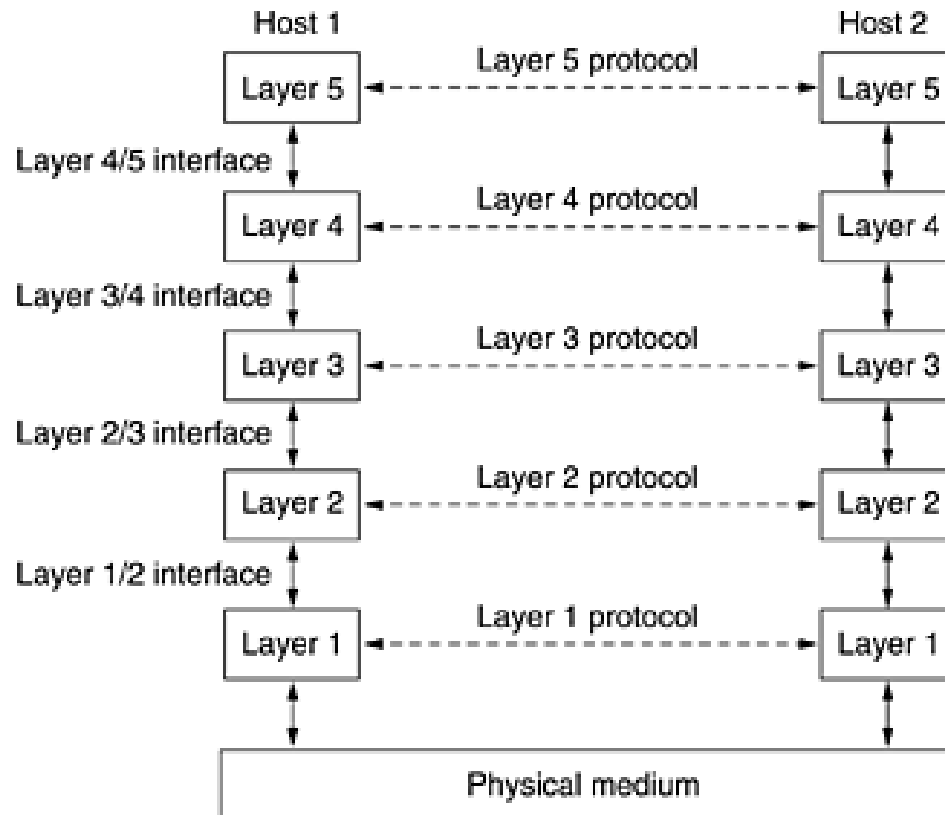 Host 1
Host 2
Layer 5
Layer 5 protocol
Layer 5
Layer 4/5 interface
Layer 4
Layer 4 protocol
Layer 4
Layer 3/4 interface
Layer 3
Layer 3 protocol
Layer 3
Layer 2/3 interface
Layer 2
Layer 2 protocol
Layer 2
Layer 1/2 interface
Layer 1
Layer 1 protocol
Layer 1
Physical medium